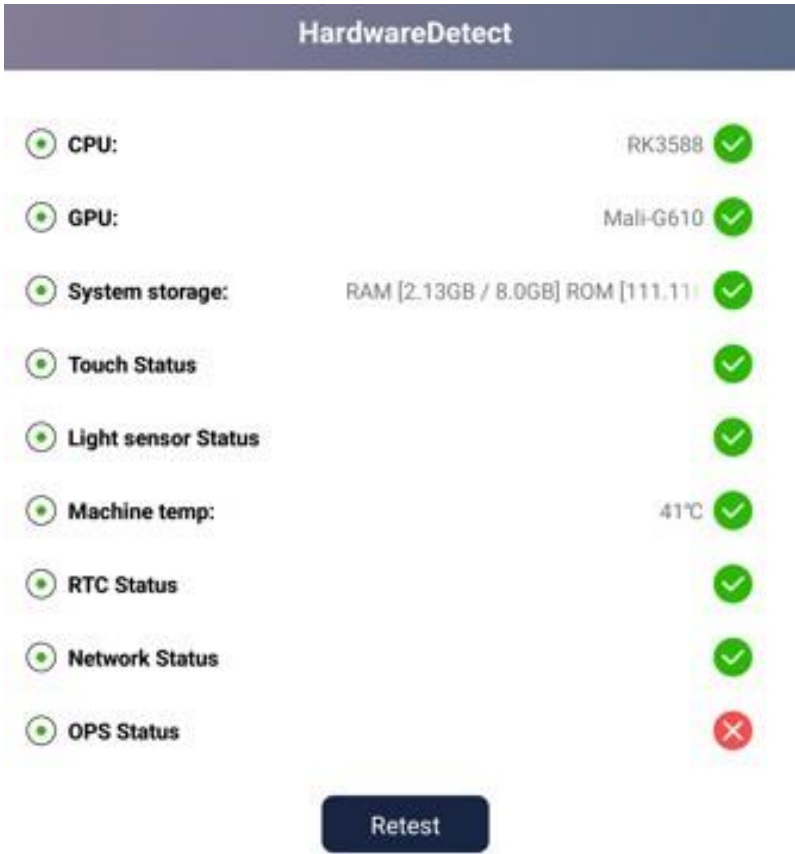 HardwareDetect
CPU: RK3588
GPU: Mali-G610
System storage: RAM [2.13GB / 8.0GB] ROM [111.11
Touch Status
Light sensor Status
Machine temp: 41℃
RTC Status
Network Status
OPS Status
Retest